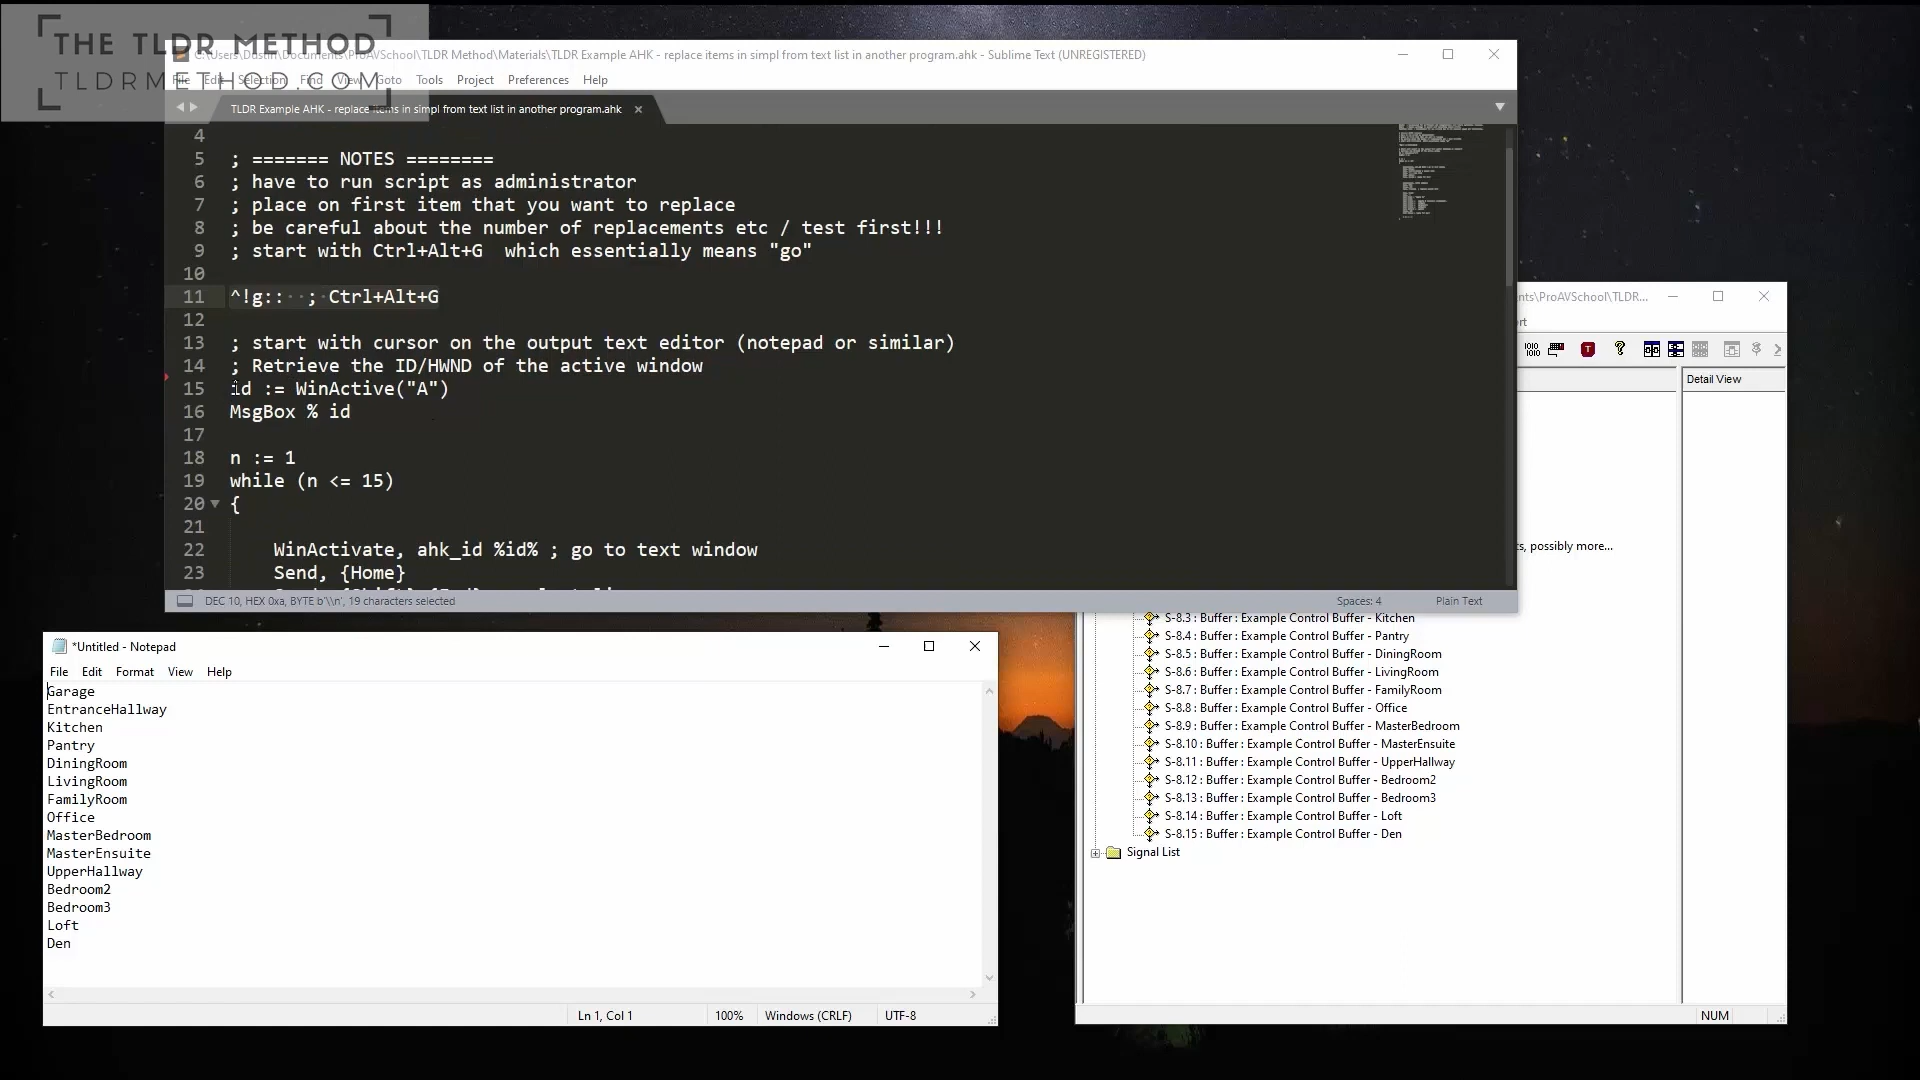 THE TLDR METHOD
TLDRMETHOD.COM
C:\Users\Dustin\Documents\ProAVSchool\TLDR Method\Materials\TLDR Example AHK - replace items in simpl from text list in another program.ahk - Sublime Text (UNREGISTERED)
File Edit Selection Find View Goto Tools Project Preferences Help
TLDR Example AHK - replace items in simpl from text list in another program.ahk
4
5 ; ======= NOTES ========
6 ; have to run script as administrator
7 ; place on first item that you want to replace
8 ; be careful about the number of replacements etc / test first!!!
9 ; start with Ctrl+Alt+G  which essentially means "go"
10
11 ^!g:: ; Ctrl+Alt+G
12
13 ; start with cursor on the output text editor (notepad or similar)
14 ; Retrieve the ID/HWND of the active window
15 id := WinActive("A")
16 MsgBox % id
17
18 n := 1
19 while (n <= 15)
20 {
21
22 WinActivate, ahk_id %id% ; go to text window
23 Send, {Home}
DEC 10, HEX 0xa, BYTE b'\\n', 19 characters selected
Spaces: 4
Plain Text
nts\ProAVSchool\TLDR...
ort
Detail View
ts, possibly more...
S-8.3 : Buffer : Example Control Buffer - Kitchen
S-8.4 : Buffer : Example Control Buffer - Pantry
S-8.5 : Buffer : Example Control Buffer - DiningRoom
S-8.6 : Buffer : Example Control Buffer - LivingRoom
S-8.7 : Buffer : Example Control Buffer - FamilyRoom
S-8.8 : Buffer : Example Control Buffer - Office
S-8.9 : Buffer : Example Control Buffer - MasterBedroom
S-8.10 : Buffer : Example Control Buffer - MasterEnsuite
S-8.11 : Buffer : Example Control Buffer - UpperHallway
S-8.12 : Buffer : Example Control Buffer - Bedroom2
S-8.13 : Buffer : Example Control Buffer - Bedroom3
S-8.14 : Buffer : Example Control Buffer - Loft
S-8.15 : Buffer : Example Control Buffer - Den
Signal List
NUM
*Untitled - Notepad
File Edit Format View Help
Garage
EntranceHallway
Kitchen
Pantry
DiningRoom
LivingRoom
FamilyRoom
Office
MasterBedroom
MasterEnsuite
UpperHallway
Bedroom2
Bedroom3
Loft
Den
Ln 1, Col 1
100%
Windows (CRLF)
UTF-8